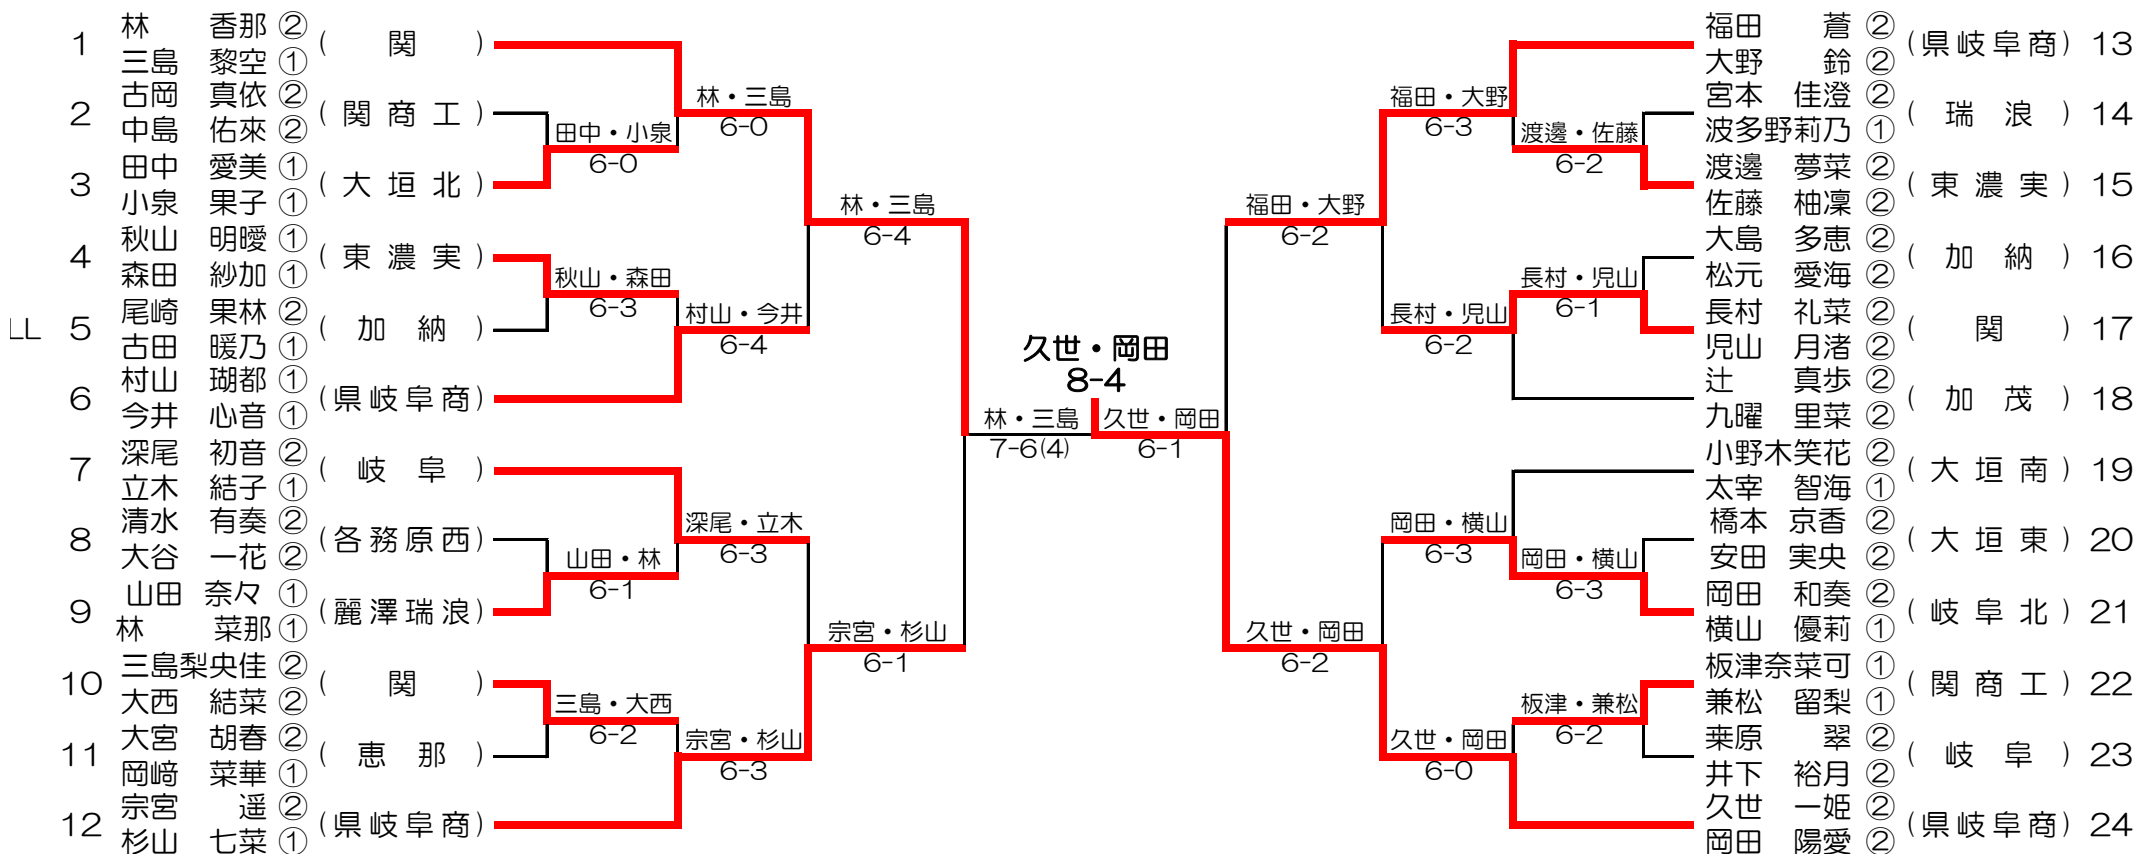 1 林 香那 ② ( 関 )
三島 黎空 ①
2 古岡 真依 ② ( 関 商 工 )
中島 佑來 ②
3 田中 愛美 ① ( 大 垣 北 )
小泉 果子 ①
4 秋山 明曖 ① ( 東 濃 実 )
森田 紗加 ①
LL 5 尾崎 果林 ② ( 加 納 )
古田 暖乃 ①
6 村山 瑚都 ① (県岐阜商)
今井 心音 ①
7 深尾 初音 ② ( 岐 阜 )
立木 結子 ①
8 清水 有奏 ② (各務原西)
大谷 一花 ②
9 山田 奈々 ① (麗澤瑞浪)
林 菜那 ①
10 三島梨央佳 ② ( 関 )
大西 結菜 ②
11 大宮 胡春 ② ( 恵 那 )
岡﨑 菜華 ①
12 宗宮 遥 ② (県岐阜商)
杉山 七菜 ①
田中・小泉
6-0
秋山・森田
6-3
山田・林
6-1
三島・大西
6-2
林・三島
6-0
村山・今井
6-4
深尾・立木
6-3
宗宮・杉山
6-3
林・三島
6-4
宗宮・杉山
6-1
林・三島
7-6(4)
久世・岡田
8-4
久世・岡田
6-1
福田・大野
6-2
久世・岡田
6-2
福田・大野
6-3
長村・児山
6-2
岡田・横山
6-3
久世・岡田
6-0
渡邊・佐藤
6-2
長村・児山
6-1
岡田・横山
6-3
板津・兼松
6-2
福田 蒼 ② (県岐阜商) 13
大野 鈴 ②
宮本 佳澄 ② ( 瑞 浪 ) 14
波多野莉乃 ①
渡邊 夢菜 ② ( 東 濃 実 ) 15
佐藤 柚凜 ②
大島 多恵 ② ( 加 納 ) 16
松元 愛海 ②
長村 礼菜 ② ( 関 ) 17
児山 月渚 ②
辻 真歩 ② ( 加 茂 ) 18
九曜 里菜 ②
小野木笑花 ② ( 大 垣 南 ) 19
太宰 智海 ①
橋本 京香 ② ( 大 垣 東 ) 20
安田 実央 ②
岡田 和奏 ② ( 岐 阜 北 ) 21
横山 優莉 ①
板津奈菜可 ① ( 関 商 工 ) 22
兼松 留梨 ①
桒原 翠 ② ( 岐 阜 ) 23
井下 裕月 ②
久世 一姫 ② (県岐阜商) 24
岡田 陽愛 ②